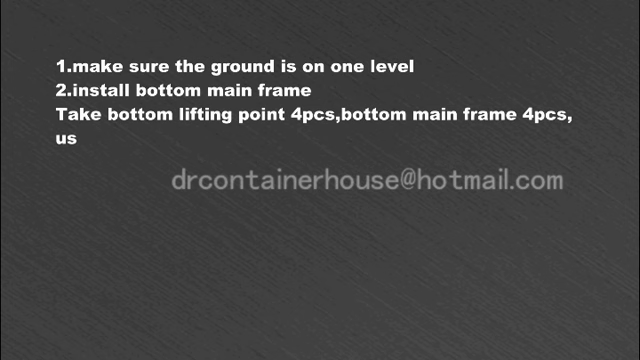 1.make sure the ground is on one level
2.install bottom main frame
Take bottom lifting point 4pcs,bottom main frame 4pcs,
us
drcontainerhouse@hotmail.com